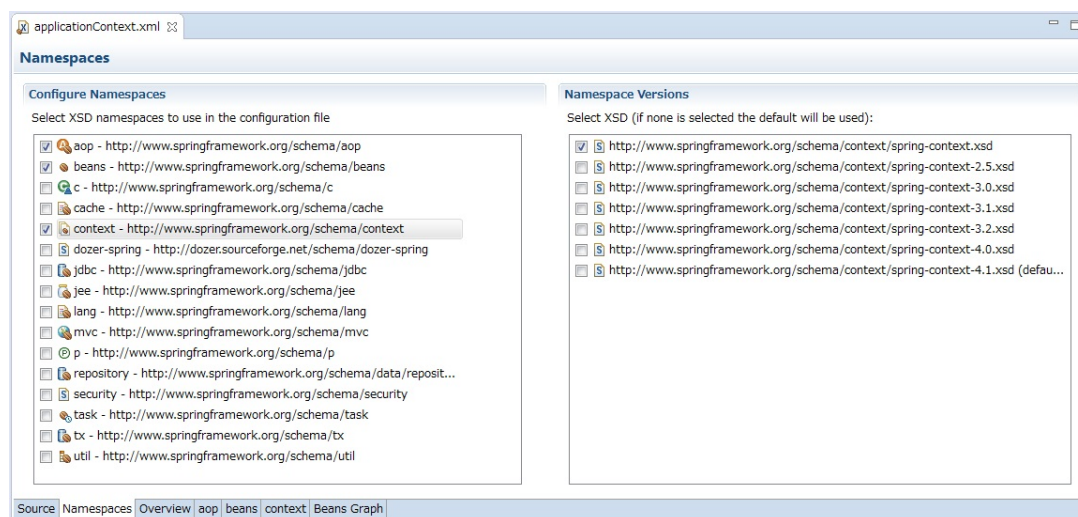 applicationContext.xml
Namespaces
Configure Namespaces
Select XSD namespaces to use in the configuration file
aop - http://www.springframework.org/schema/aop
beans - http://www.springframework.org/schema/beans
c - http://www.springframework.org/schema/c
cache - http://www.springframework.org/schema/cache
context - http://www.springframework.org/schema/context
dozer-spring - http://dozer.sourceforge.net/schema/dozer-spring
jdbc - http://www.springframework.org/schema/jdbc
jee - http://www.springframework.org/schema/jee
lang - http://www.springframework.org/schema/lang
mvc - http://www.springframework.org/schema/mvc
p - http://www.springframework.org/schema/p
repository - http://www.springframework.org/schema/data/reposit...
security - http://www.springframework.org/schema/security
task - http://www.springframework.org/schema/task
tx - http://www.springframework.org/schema/tx
util - http://www.springframework.org/schema/util
Namespace Versions
Select XSD (if none is selected the default will be used):
http://www.springframework.org/schema/context/spring-context.xsd
http://www.springframework.org/schema/context/spring-context-2.5.xsd
http://www.springframework.org/schema/context/spring-context-3.0.xsd
http://www.springframework.org/schema/context/spring-context-3.1.xsd
http://www.springframework.org/schema/context/spring-context-3.2.xsd
http://www.springframework.org/schema/context/spring-context-4.0.xsd
http://www.springframework.org/schema/context/spring-context-4.1.xsd (defau...
Source Namespaces Overview aop beans context Beans Graph